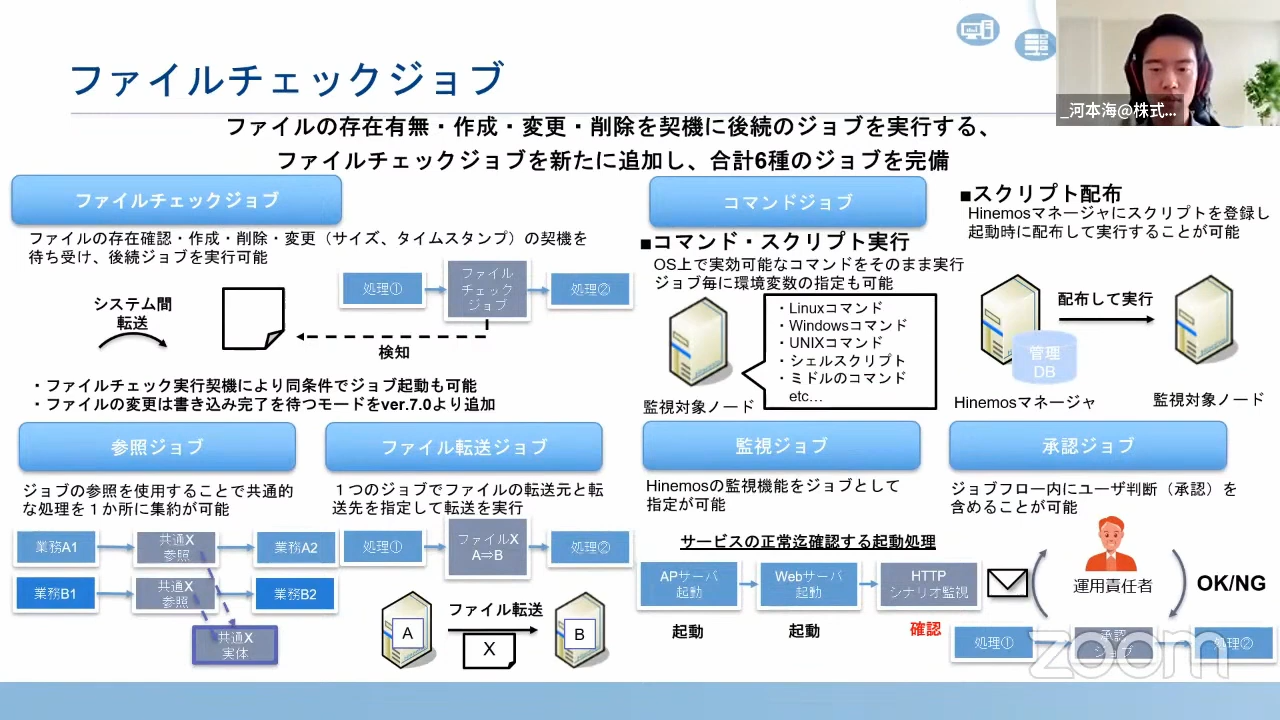 _河本海@株式...
ファイルチェックジョブ
ファイルの存在有無・作成・変更・削除を契機に後続のジョブを実行する、
ファイルチェックジョブを新たに追加し、合計6種のジョブを完備
ファイルチェックジョブ
ファイルの存在確認・作成・削除・変更（サイズ、タイムスタンプ）の契機を
待ち受け、後続ジョブを実行可能
処理①
ファイル
チェック
ジョブ
処理②
システム間
転送
検知
・ファイルチェック実行契機により同条件でジョブ起動も可能
・ファイルの変更は書き込み完了を待つモードをver.7.0より追加
コマンドジョブ
■コマンド・スクリプト実行
OS上で実効可能なコマンドをそのまま実行
ジョブ毎に環境変数の指定も可能
・Linuxコマンド
・Windowsコマンド
・UNIXコマンド
・シェルスクリプト
・ミドルのコマンド
etc…
監視対象ノード
■スクリプト配布
Hinemosマネージャにスクリプトを登録し
起動時に配布して実行することが可能
配布して実行
管理
DB
Hinemosマネージャ
監視対象ノード
参照ジョブ
ジョブの参照を使用することで共通的
な処理を１か所に集約が可能
業務A1
共通X
参照
業務A2
業務B1
共通X
参照
業務B2
共通X
実体
ファイル転送ジョブ
１つのジョブでファイルの転送元と転
送先を指定して転送を実行
処理①
ファイルX
A⇒B
処理②
ファイル転送
A
X
B
監視ジョブ
Hinemosの監視機能をジョブとして
指定が可能
サービスの正常迄確認する起動処理
APサーバ
起動
Webサーバ
起動
HTTP
シナリオ監視
起動
起動
確認
承認ジョブ
ジョブフロー内にユーザ判断（承認）を
含めることが可能
運用責任者
OK/NG
処理①
承認
ジョブ
処理②
zoom